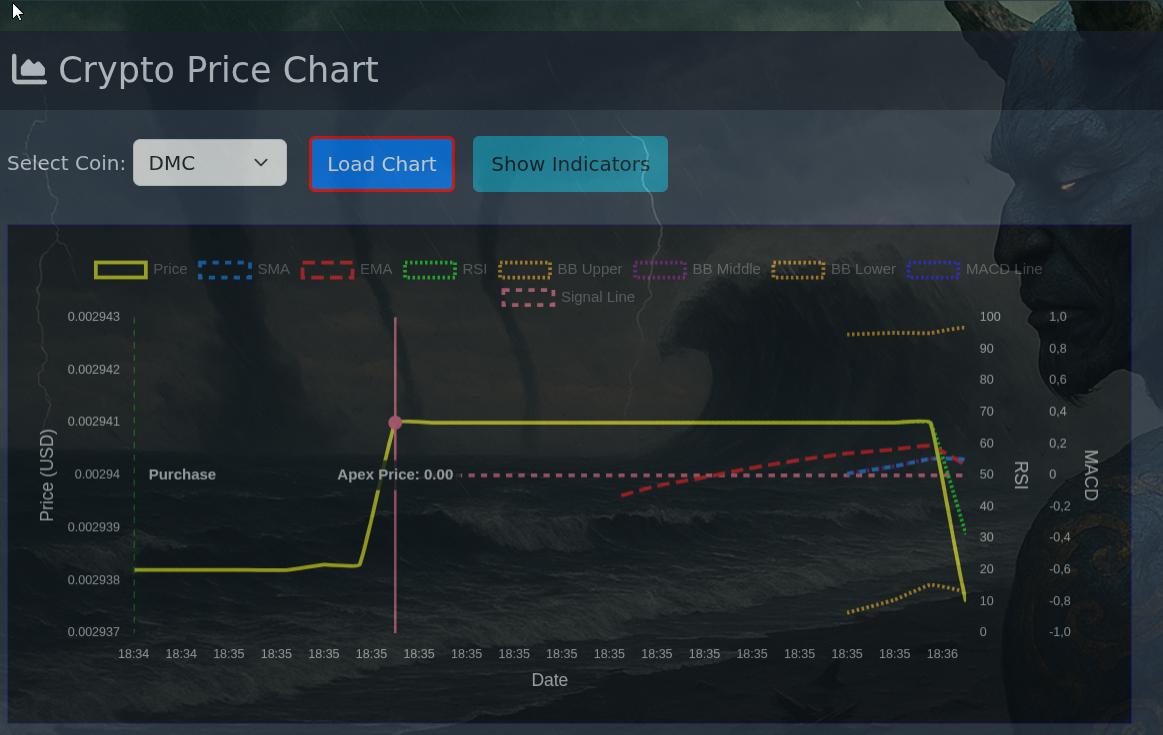 Crypto Price Chart
Select Coin: DMC Load Chart Show Indicators
Price SMA EMA RSI BB Upper BB Middle BB Lower MACD Line
Signal Line
0.002943 100 1,0
90 0,8
0.002942 80 0,6
0.002941 70 0,4
60 0,2
0.00294 Purchase Apex Price: 0.00 50 0
40 -0,2
0.002939 30 -0,4
0.002938 20 -0,6
10 -0,8
0.002937 0 -1,0
Price (USD)
RSI
MACD
18:34 18:34 18:35 18:35 18:35 18:35 18:35 18:35 18:35 18:35 18:35 18:35 18:35 18:35 18:35 18:35 18:35 18:36
Date